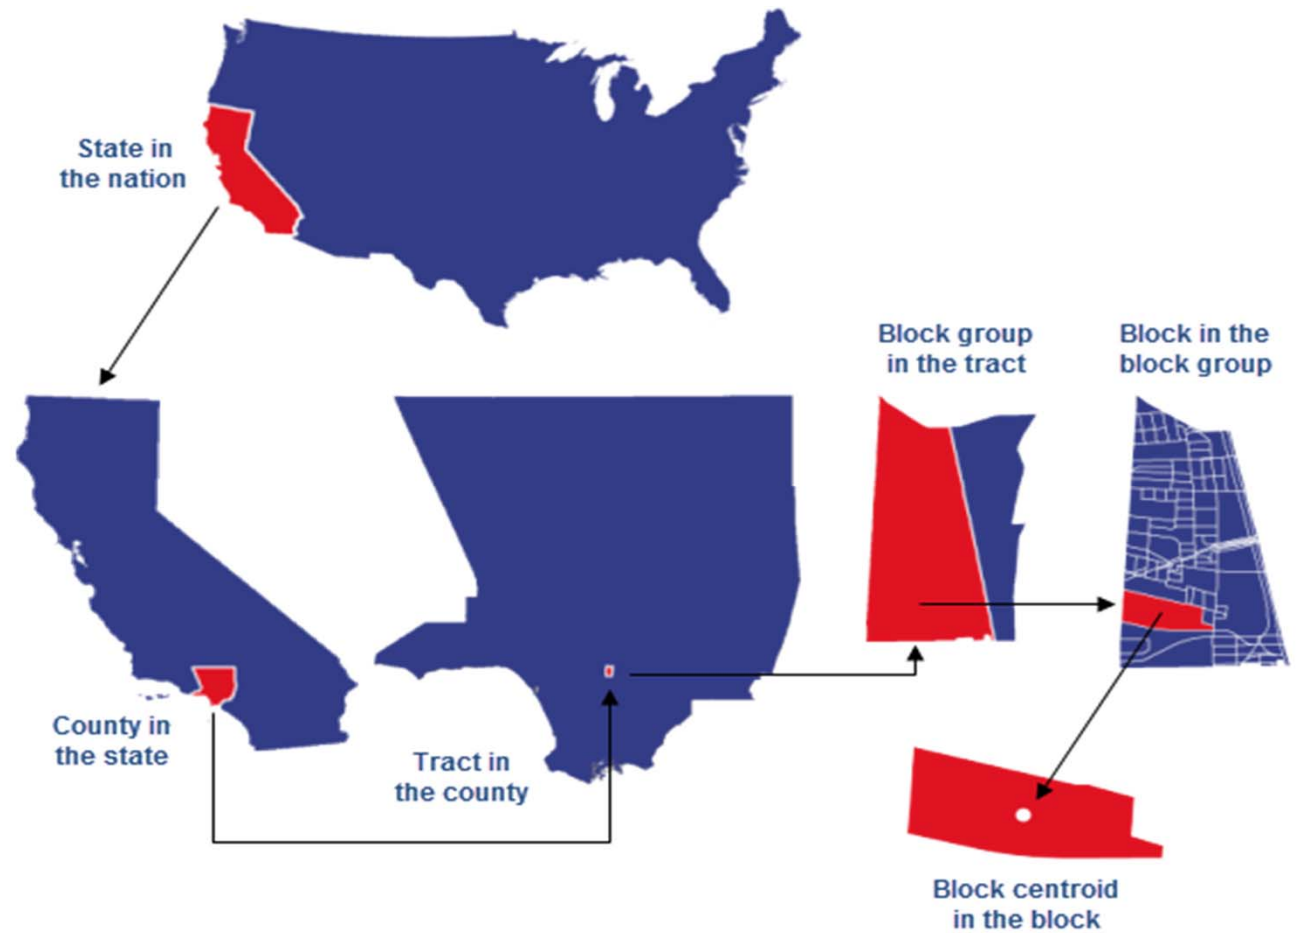 State in
the nation
Block group
in the tract
Block in the
block group
County in
the state
Tract in
the county
Block centroid
in the block